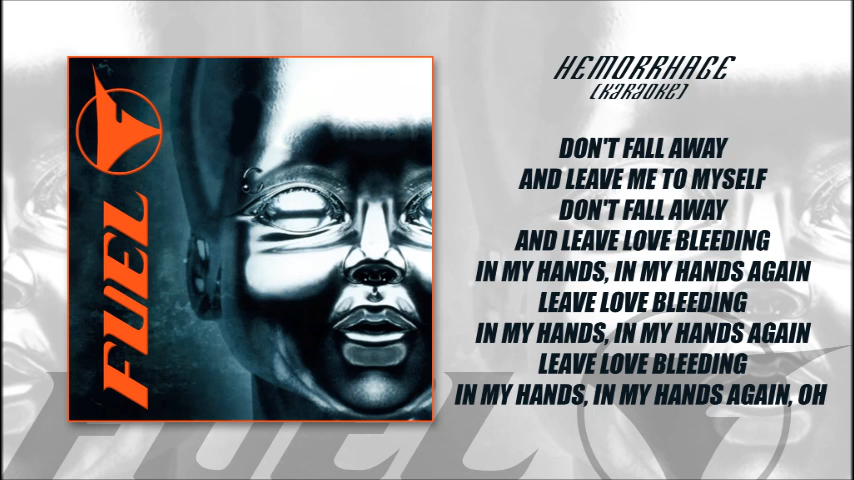 FUEL
HEMORRHAGE
(KARAOKE)
DON'T FALL AWAY
AND LEAVE ME TO MYSELF
DON'T FALL AWAY
AND LEAVE LOVE BLEEDING
IN MY HANDS, IN MY HANDS AGAIN
LEAVE LOVE BLEEDING
IN MY HANDS, IN MY HANDS AGAIN
LEAVE LOVE BLEEDING
IN MY HANDS, IN MY HANDS AGAIN, OH
FUEL